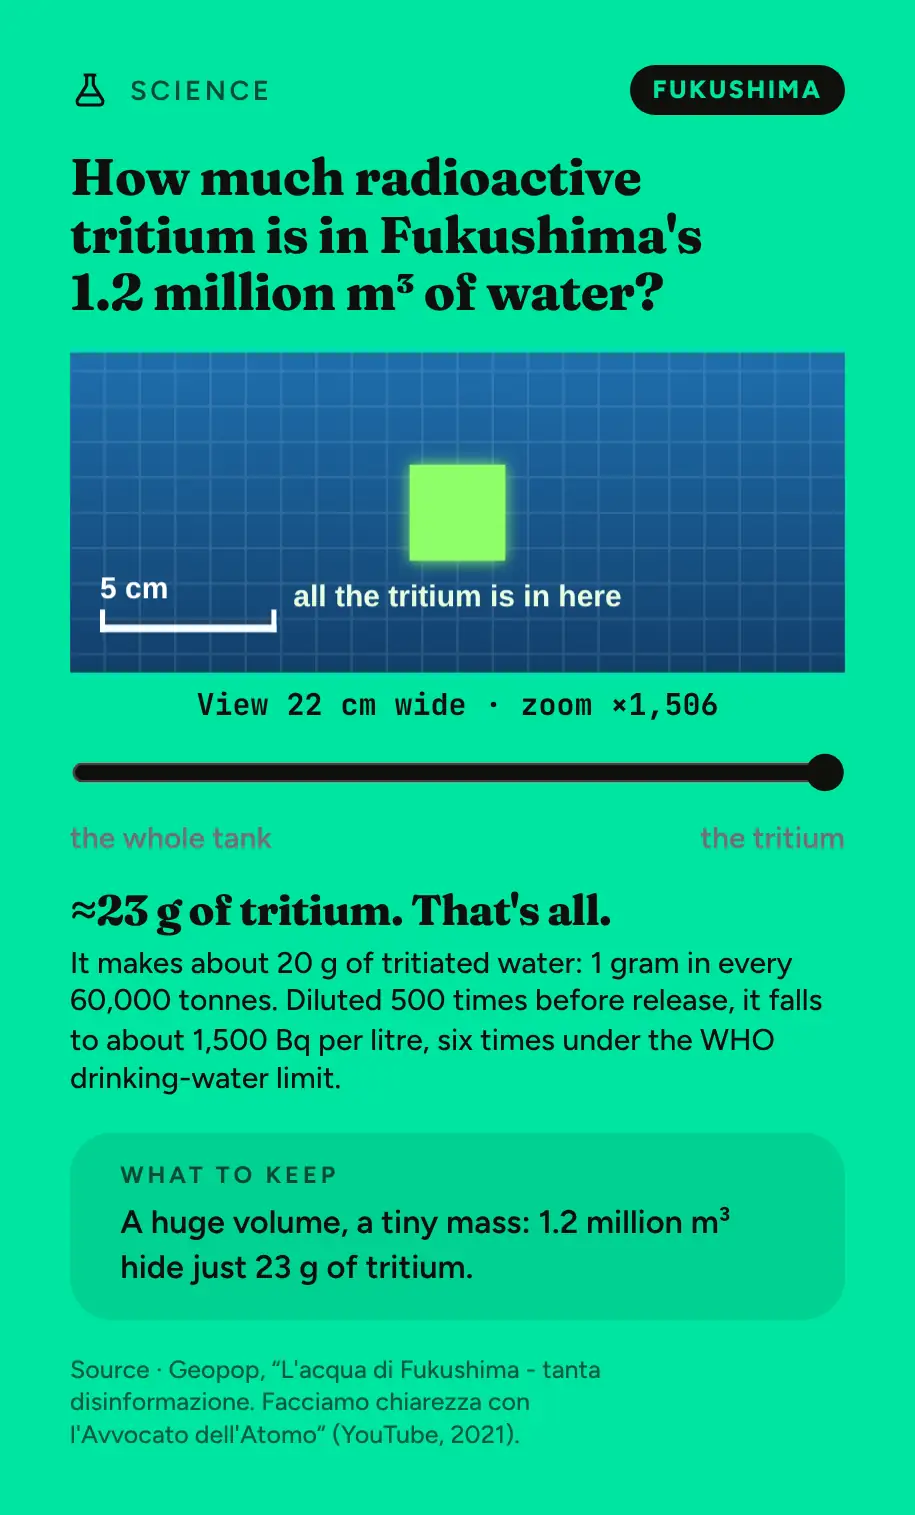 SCIENCE
FUKUSHIMA
How much radioactive
tritium is in Fukushima's
1.2 million m³ of water?
5 cm
all the tritium is in here
View 22 cm wide · zoom ×1,506
the whole tank
the tritium
≈23 g of tritium. That's all.
It makes about 20 g of tritiated water: 1 gram in every
60,000 tonnes. Diluted 500 times before release, it falls
to about 1,500 Bq per litre, six times under the WHO
drinking-water limit.
WHAT TO KEEP
A huge volume, a tiny mass: 1.2 million m³
hide just 23 g of tritium.
Source · Geopop, “L'acqua di Fukushima - tanta
disinformazione. Facciamo chiarezza con
l'Avvocato dell'Atomo” (YouTube, 2021).